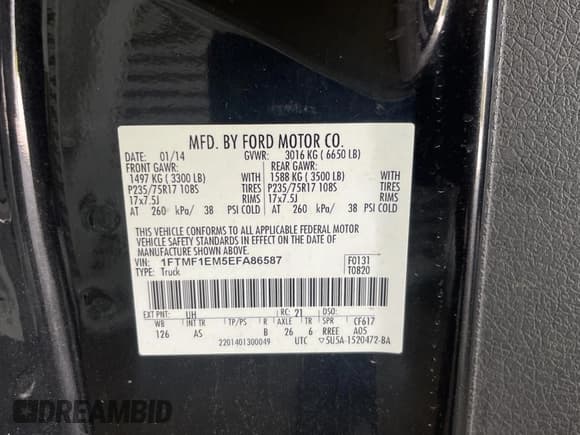 MFD. BY FORD MOTOR CO.
DATE: 01/14 GVWR: 3016 KG ( 6650 LB)
FRONT GAWR: REAR GAWR:
1497 KG ( 3300 LB) WITH 1588 KG ( 3500 LB) WITH
P235/75R17 108S TIRES P235/75R17 108S TIRES
17x7.5J RIMS 17x7.5J RIMS
AT 260 kPa/ 38 PSI COLD AT 260 kPa/ 38 PSI COLD
THIS VEHICLE CONFORMS TO ALL APPLICABLE FEDERAL MOTOR
VEHICLE SAFETY STANDARDS IN EFFECT ON THE DATE OF
MANUFACTURE SHOWN ABOVE.
VIN: 1FTMF1EM5EFA86587 F0131
TYPE: Truck T0820
EXT PNT: UH RC: 21 DSO:
WB INT TR TP/PS R AXLE TR SPR CF617
126 AS B 26 6 RREE A05
2201401300049 UTC ▽5U5A-1520472-BA
DREAMBID